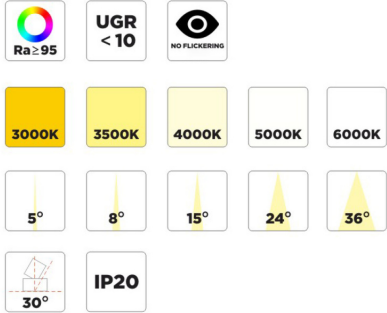 Ra≥95
UGR
<10
NO FLICKERING
3000K
3500K
4000K
5000K
6000K
5°
8°
15°
24°
36°
30°
IP20